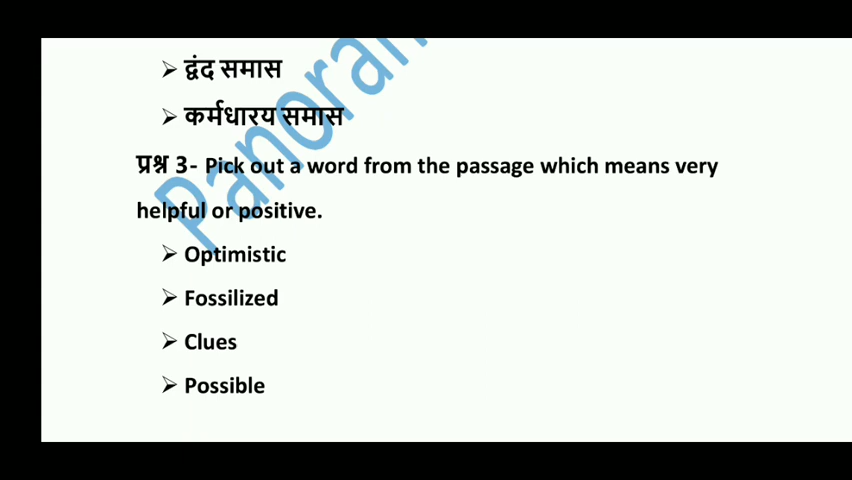 ➢ द्वंद समास
➢ कर्मधारय समास
प्रश्न 3- Pick out a word from the passage which means very
helpful or positive.
➢ Optimistic
➢ Fossilized
➢ Clues
➢ Possible